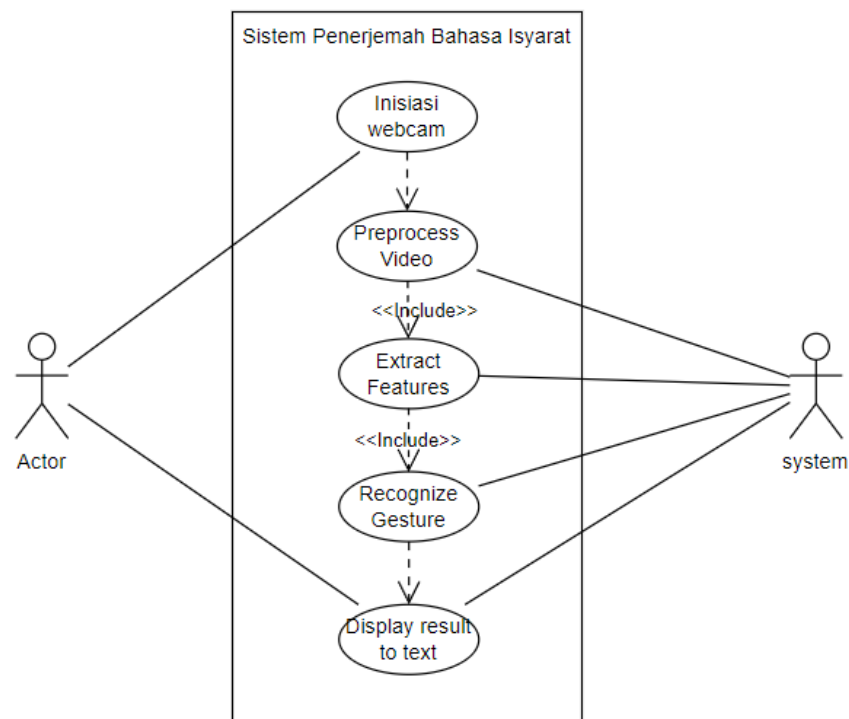 Sistem Penerjemah Bahasa Isyarat
Inisiasi
webcam
Preprocess
Video
<<Include>>
Extract
Features
<<Include>>
Recognize
Gesture
Display result
to text
Actor
system